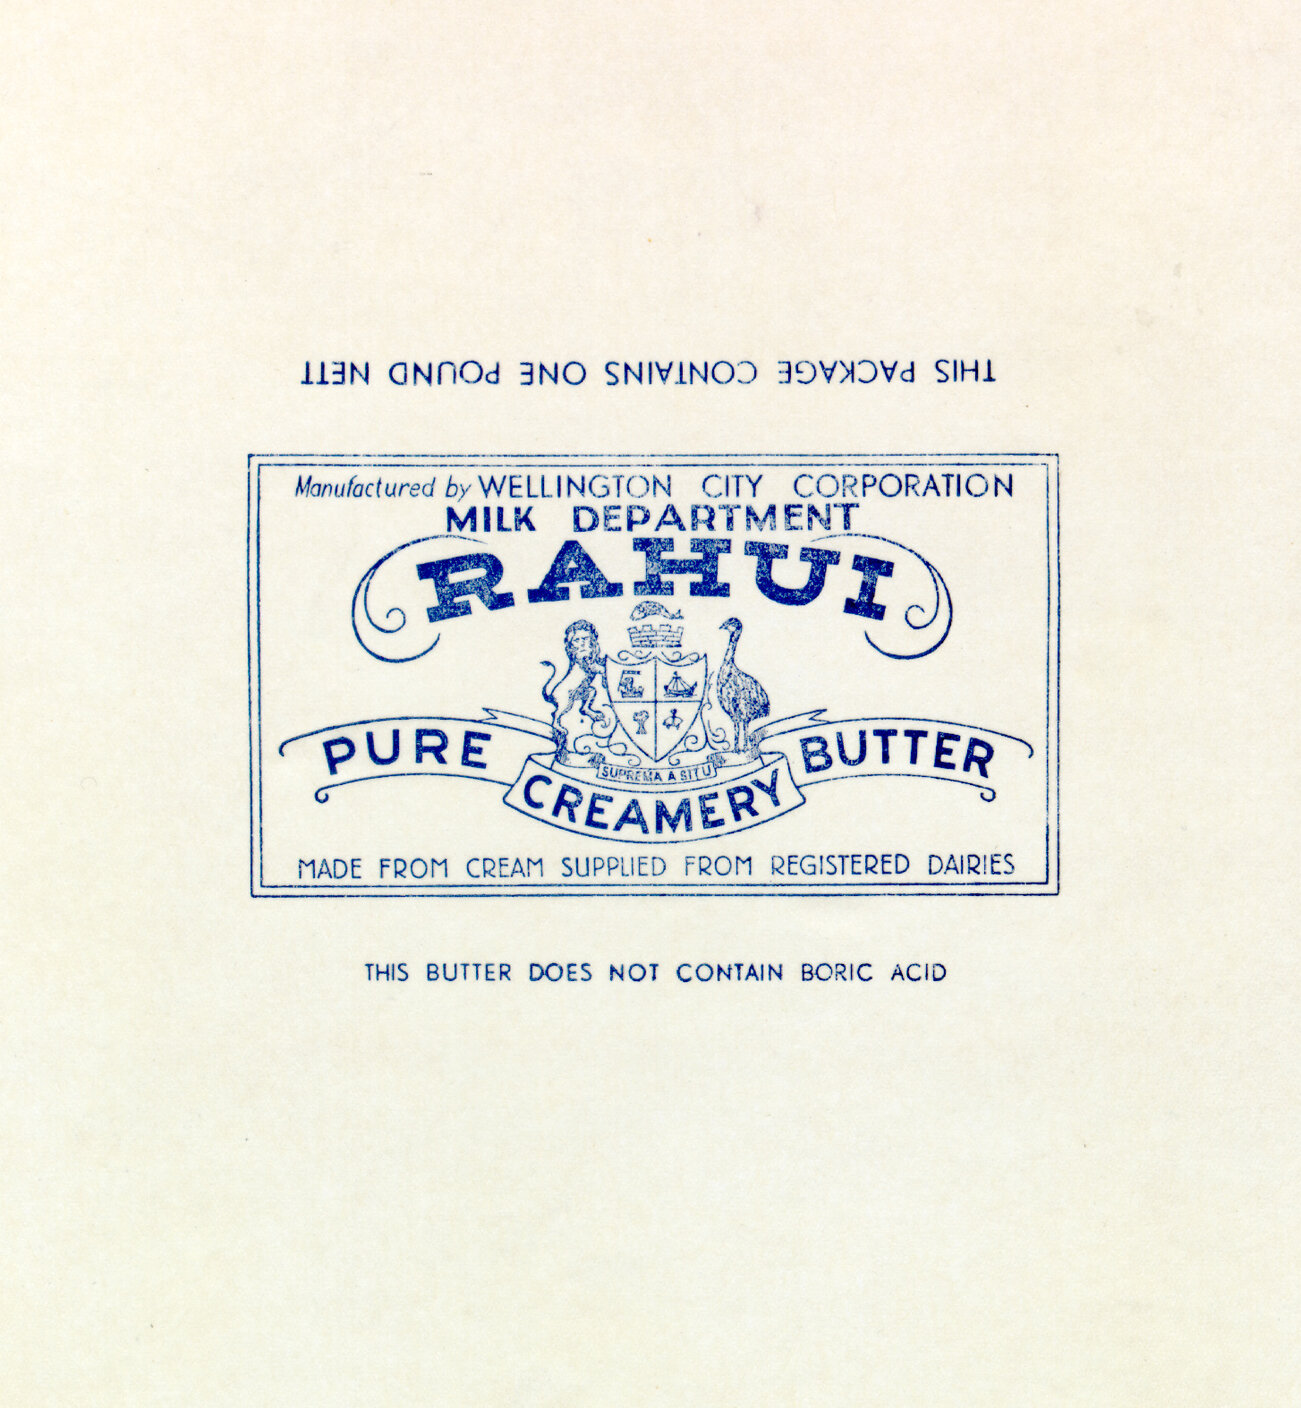 THIS PACKAGE CONTAINS ONE POUND NETT
Manufactured by WELLINGTON CITY CORPORATION
MILK DEPARTMENT
RAHUI
SUPREMA A SITU
PURE CREAMERY BUTTER
MADE FROM CREAM SUPPLIED FROM REGISTERED DAIRIES
THIS BUTTER DOES NOT CONTAIN BORIC ACID